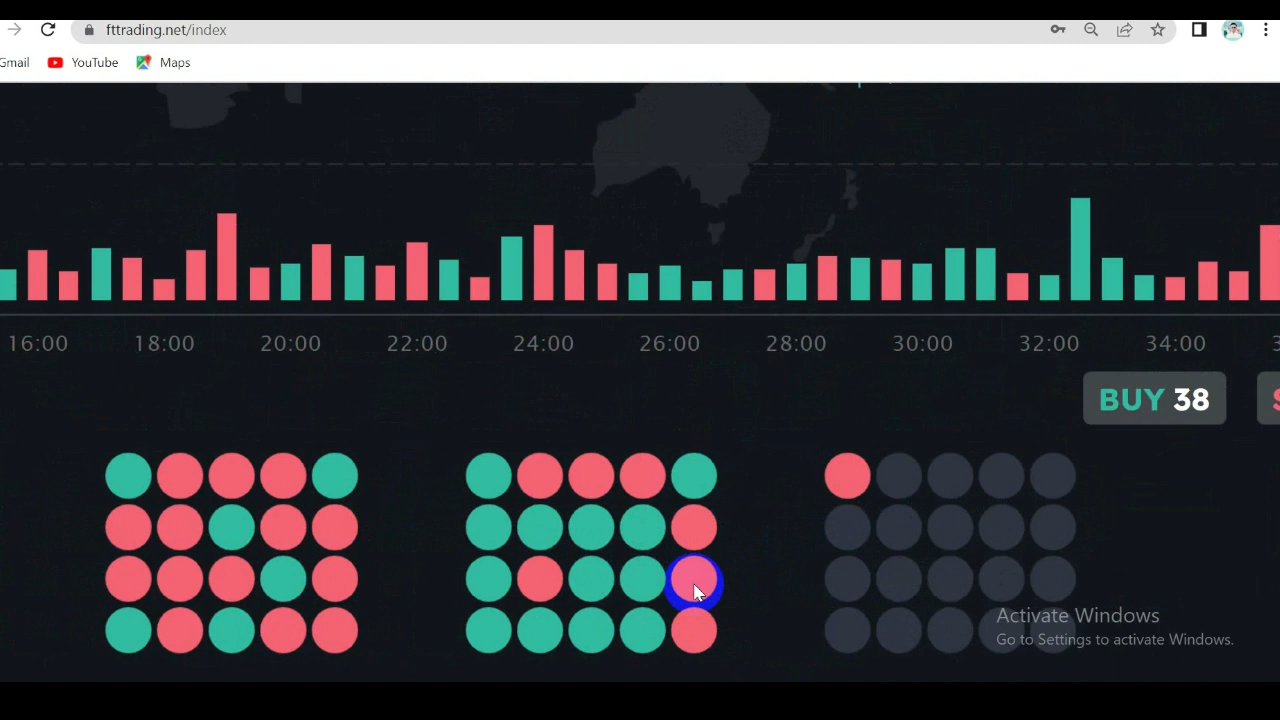 fttrading.net/index
Gmail YouTube Maps
16:00 18:00 20:00 22:00 24:00 26:00 28:00 30:00 32:00 34:00
BUY 38
Activate Windows
Go to Settings to activate Windows.